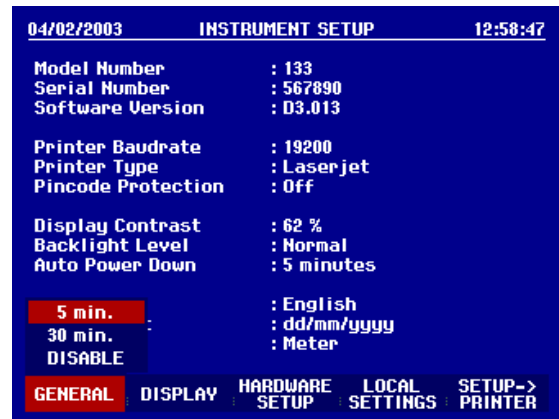 04/02/2003 INSTRUMENT SETUP 12:58:47
Model Number : 133
Serial Number : 567890
Software Version : D3.013
Printer Baudrate : 19200
Printer Type : Laserjet
Pincode Protection : Off
Display Contrast : 62 %
Backlight Level : Normal
Auto Power Down : 5 minutes
: English
5 min.
: : dd/mm/yyyy
30 min.
: Meter
DISABLE
GENERAL DISPLAY HARDWARE SETUP LOCAL SETTINGS SETUP-> PRINTER